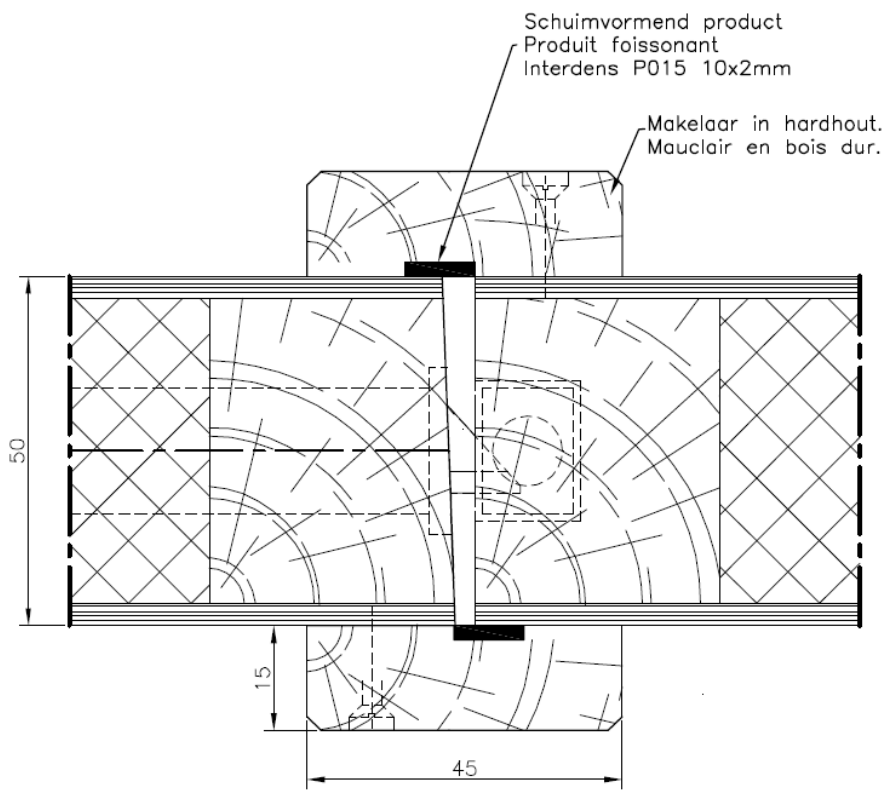 Schuimvormend product
Produit foissonant
Interdens P015 10x2mm
Makelaar in hardhout.
Mauclair en bois dur.
50
15
45